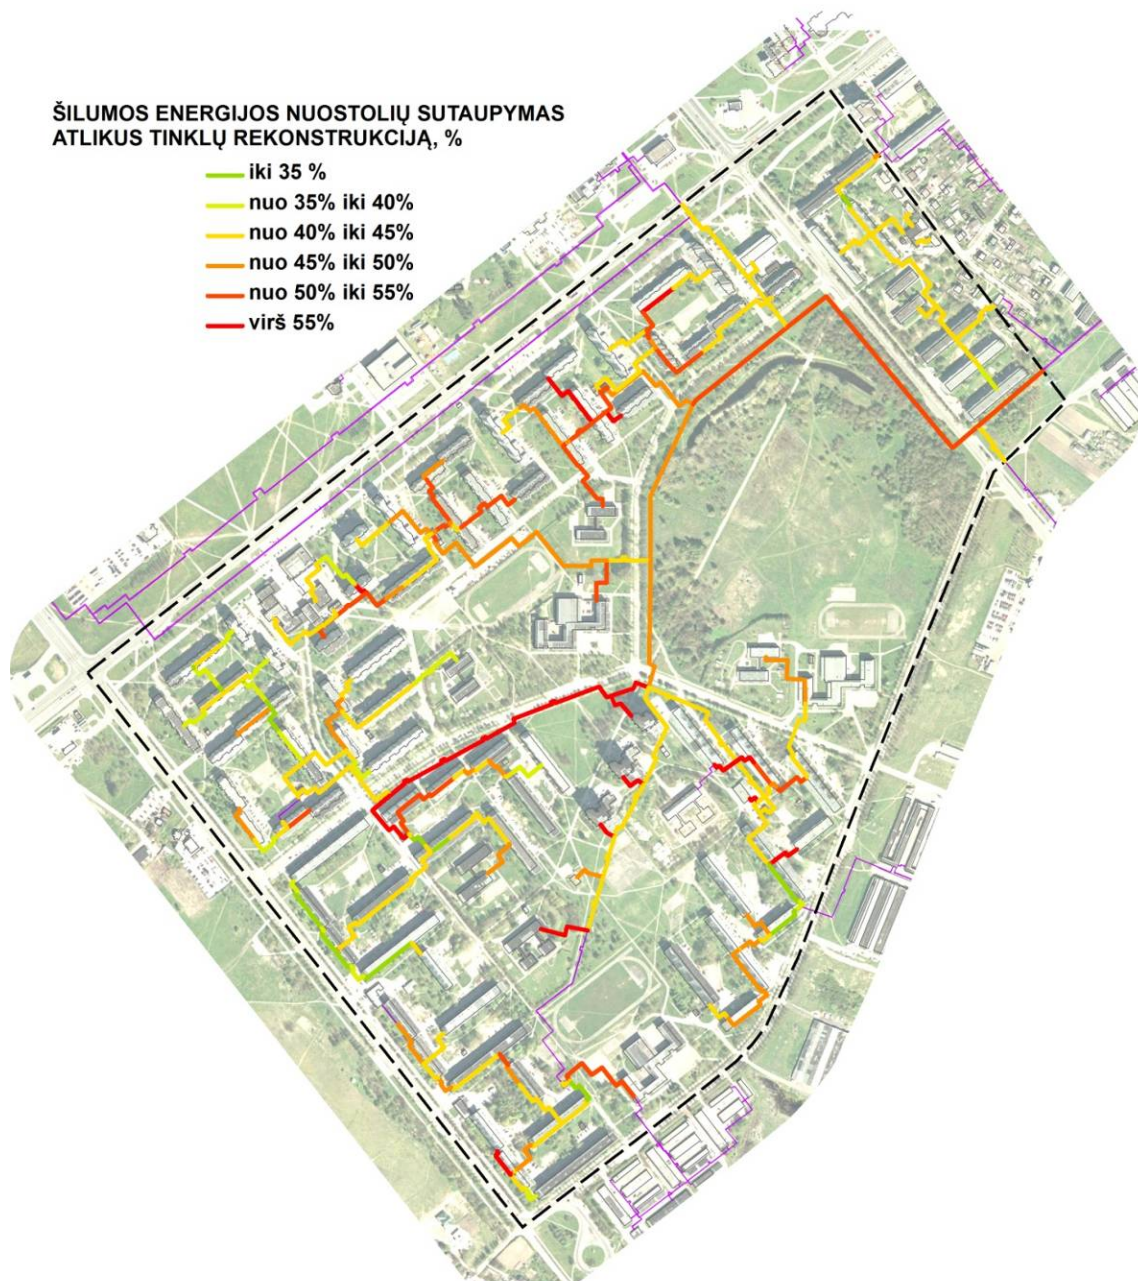 ŠILUMOS ENERGIJOS NUOSTOLIŲ SUTAUPYMAS
ATLIKUS TINKLŲ REKONSTRUKCIJĄ, %
iki 35 %
nuo 35% iki 40%
nuo 40% iki 45%
nuo 45% iki 50%
nuo 50% iki 55%
virš 55%